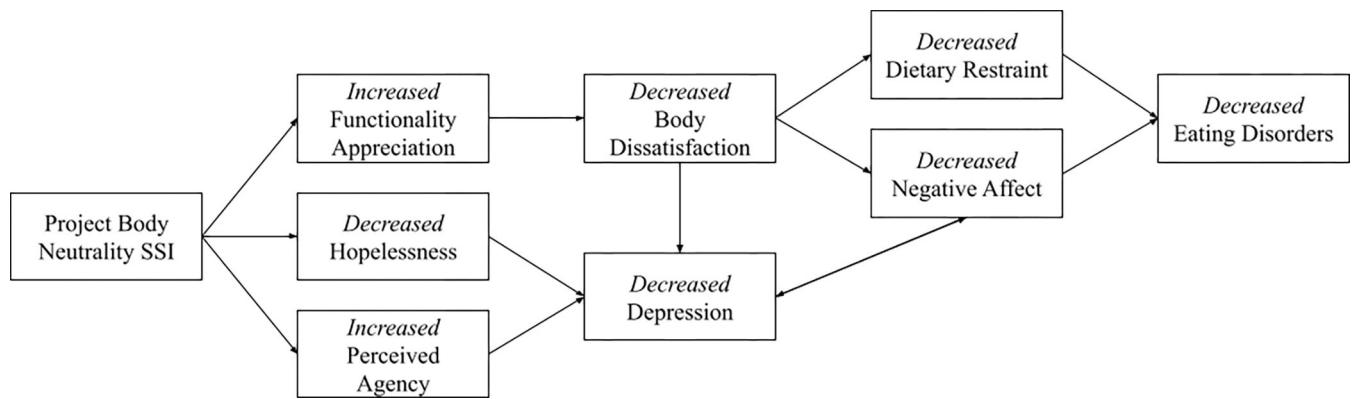 Project Body
Neutrality SSI
Increased
Functionality
Appreciation
Decreased
Hopelessness
Increased
Perceived
Agency
Decreased
Body
Dissatisfaction
Decreased
Depression
Decreased
Dietary Restraint
Decreased
Negative Affect
Decreased
Eating Disorders